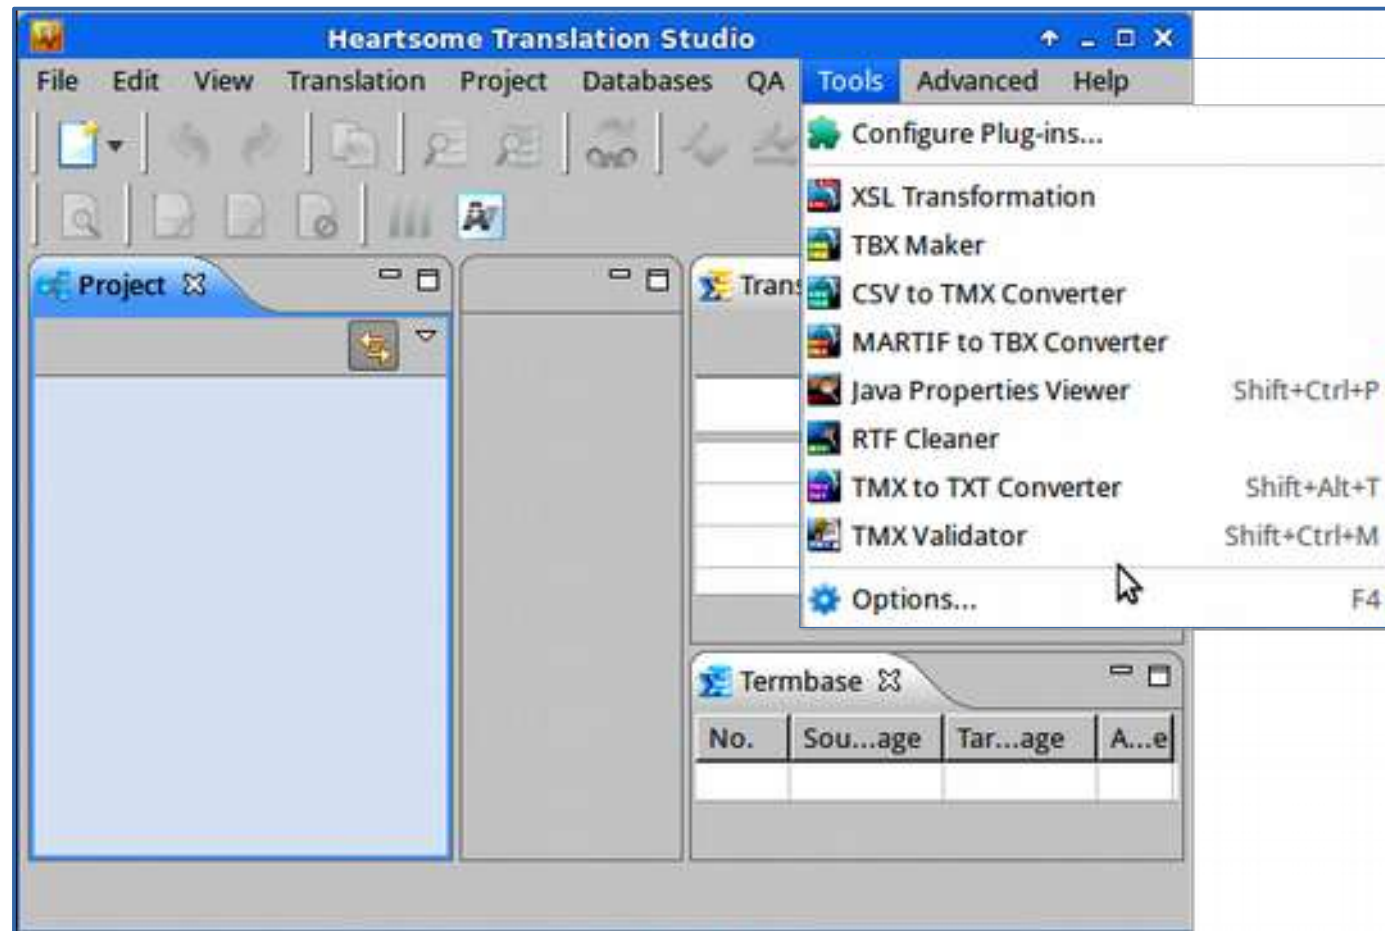 Heartsome Translation Studio
File Edit View Translation Project Databases QA Tools Advanced Help
Configure Plug-ins...
XSL Transformation
TBX Maker
CSV to TMX Converter
MARTIF to TBX Converter
Java Properties Viewer Shift+Ctrl+P
RTF Cleaner
TMX to TXT Converter Shift+Alt+T
TMX Validator Shift+Ctrl+M
Options... F4
Project
Trans
Termbase
No. Sou...age Tar...age A...e